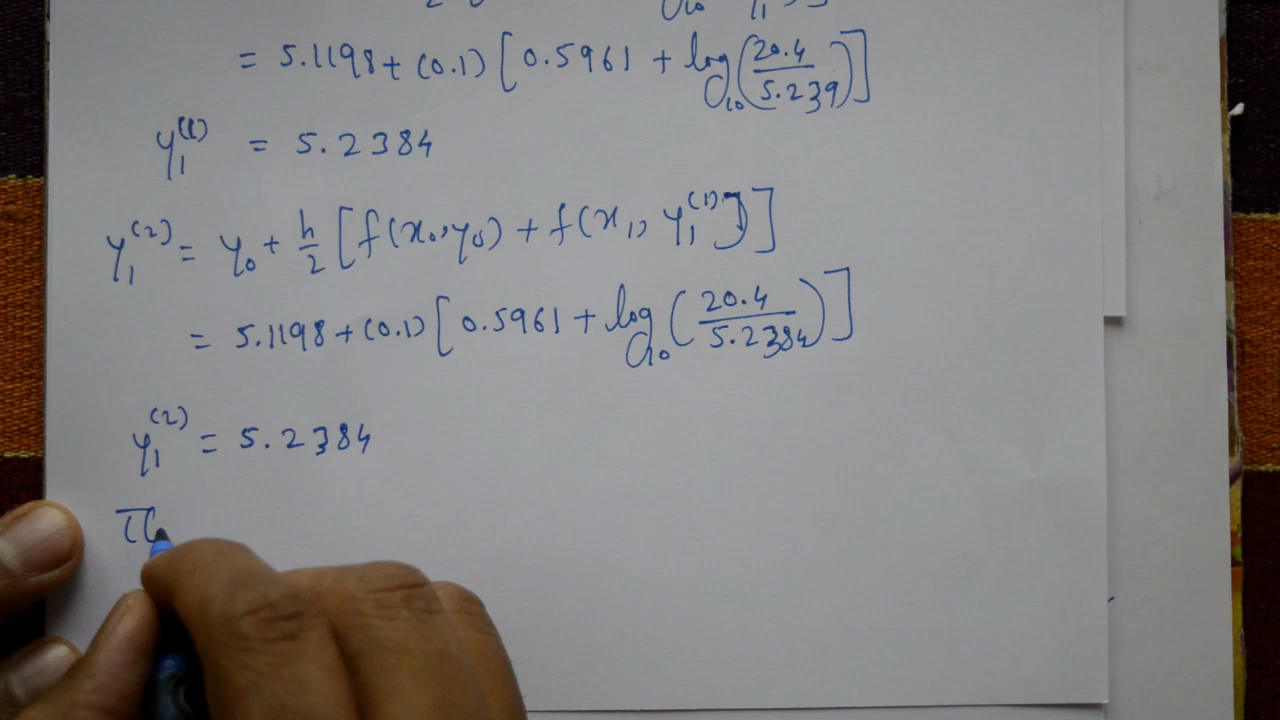 = 5.1198 + (0.1) [0.5961 + log₁₀(20.4/5.239)]
y₁⁽¹⁾ = 5.2384
y₁⁽²⁾ = y₀ + h/2 [f(x₀, y₀) + f(x₁, y₁⁽¹⁾)]
= 5.1198 + (0.1) [0.5961 + log₁₀(20.4/5.2384)]
y₁⁽²⁾ = 5.2384